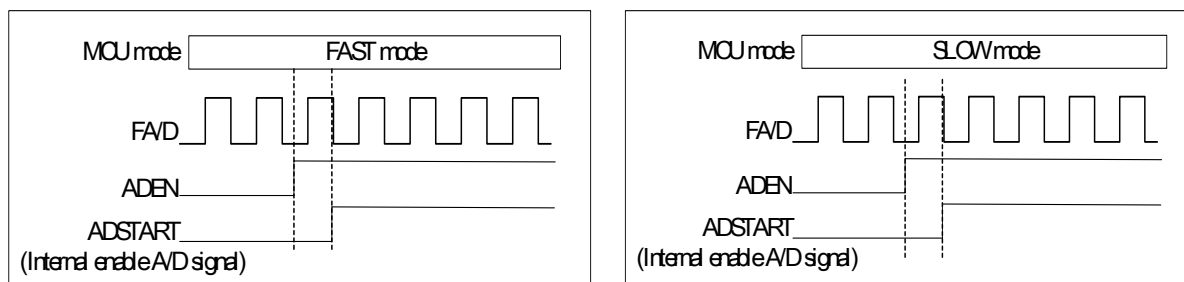 MCU mode FAST mode
FA/D
ADEN
ADSTART
(Internal enable A/D signal)
MCU mode SLOW mode
FA/D
ADEN
ADSTART
(Internal enable A/D signal)